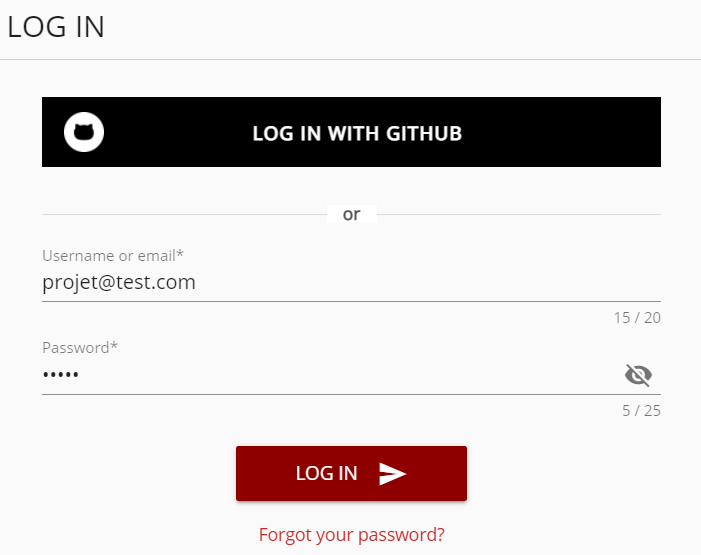 LOG IN
LOG IN WITH GITHUB
or
Username or email*
projet@test.com
15 / 20
Password*
•••••
5 / 25
LOG IN
Forgot your password?